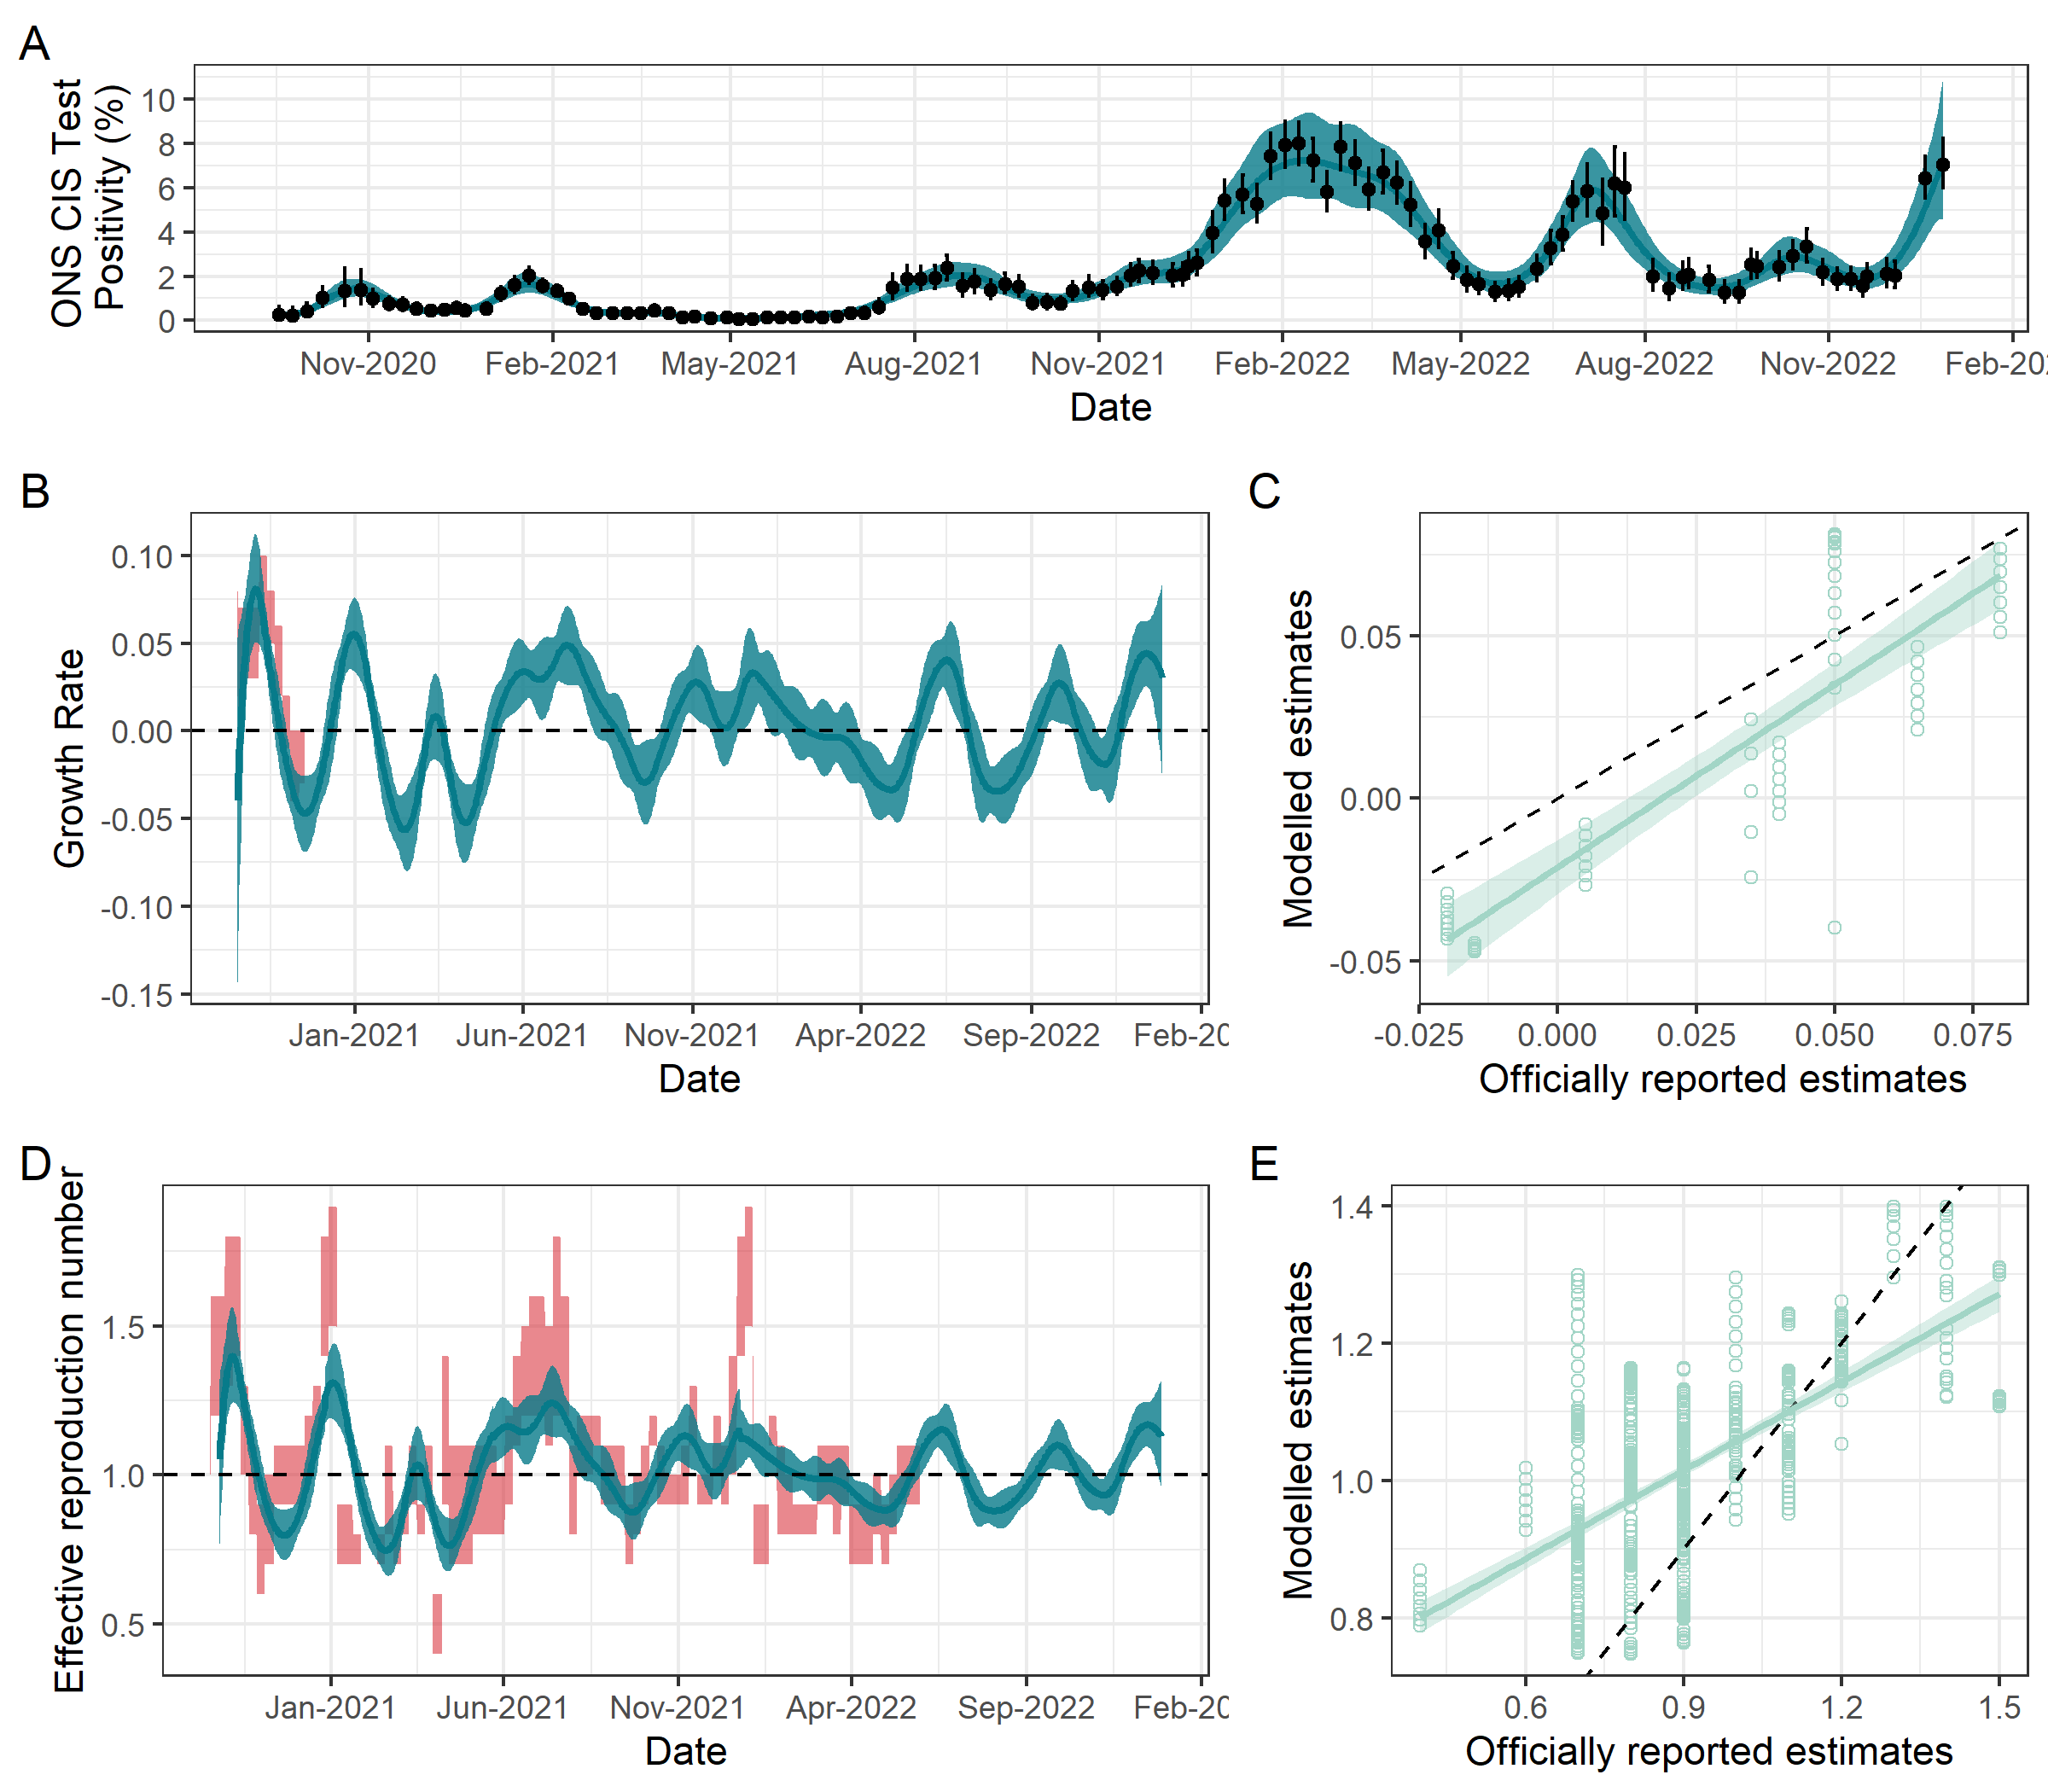 A
ONS CIS Test
Positivity (%)
10
8
6
4
2
0
Nov-2020 Feb-2021 May-2021 Aug-2021 Nov-2021 Feb-2022 May-2022 Aug-2022 Nov-2022 Feb-202
Date
B
Growth Rate
0.10
0.05
0.00
-0.05
-0.10
-0.15
Jan-2021 Jun-2021 Nov-2021 Apr-2022 Sep-2022 Feb-20
Date
C
Modelled estimates
0.05
0.00
-0.05
-0.025 0.000 0.025 0.050 0.075
Officially reported estimates
D
Effective reproduction number
1.5
1.0
0.5
Jan-2021 Jun-2021 Nov-2021 Apr-2022 Sep-2022 Feb-20
Date
E
Modelled estimates
1.4
1.2
1.0
0.8
0.6 0.9 1.2 1.5
Officially reported estimates